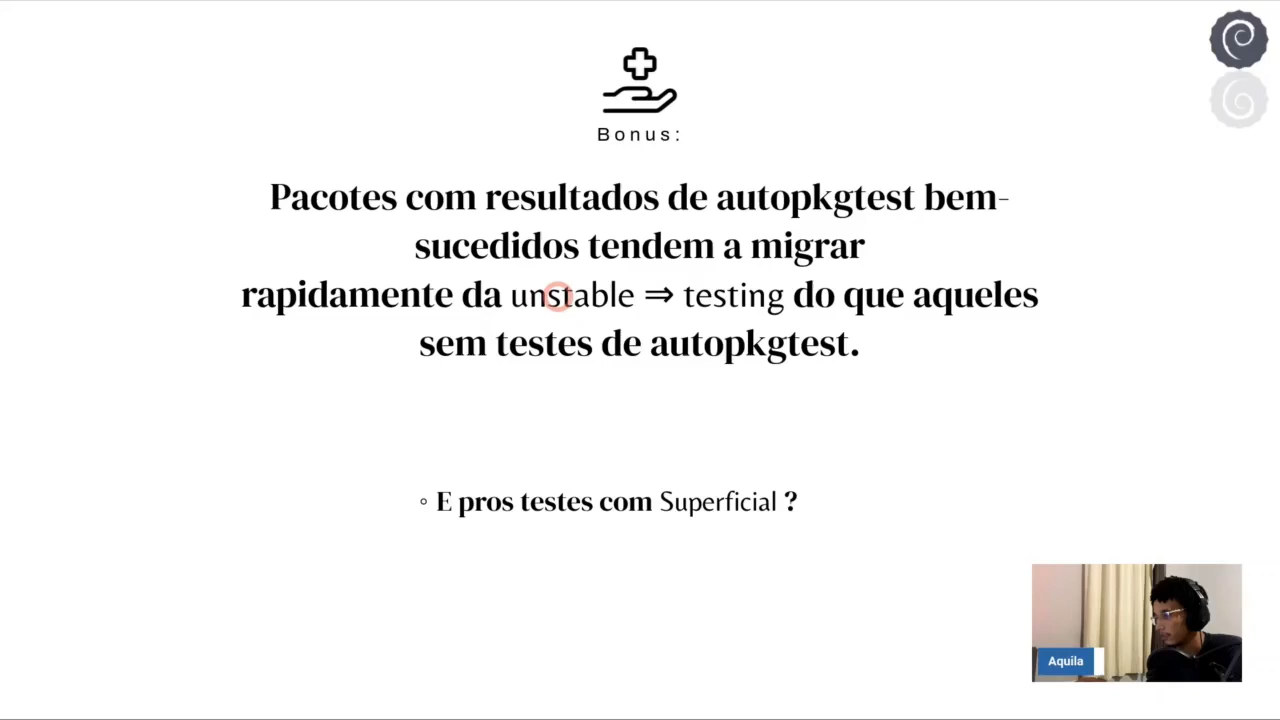 Bonus:
Pacotes com resultados de autopkgtest bem-
sucedidos tendem a migrar
rapidamente da unstable ⇒ testing do que aqueles
sem testes de autopkgtest.
◦ E pros testes com Superficial ?
Aquila